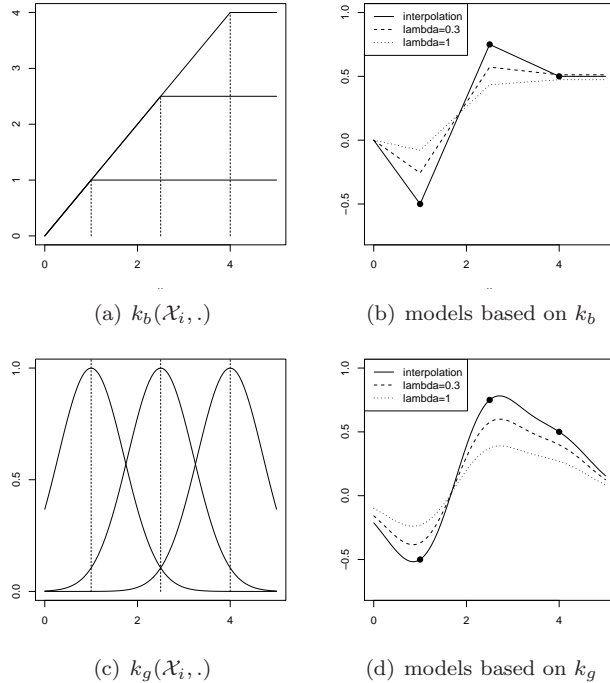 0 1 2 3 4
0 2 4
(a) k_b(𝒳_i, .)
interpolation
lambda=0.3
lambda=1
−0.5 0.0 0.5 1.0
0 2 4
(b) models based on k_b
0.0 0.5 1.0
0 2 4
(c) k_g(𝒳_i, .)
interpolation
lambda=0.3
lambda=1
−0.5 0.0 0.5 1.0
0 2 4
(d) models based on k_g